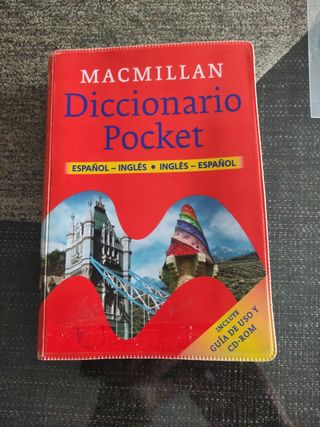 MACMILLAN
Diccionario
Pocket
ESPAÑOL – INGLÉS • INGLÉS – ESPAÑOL
INCLUYE
GUÍA DE USO Y
CD-ROM